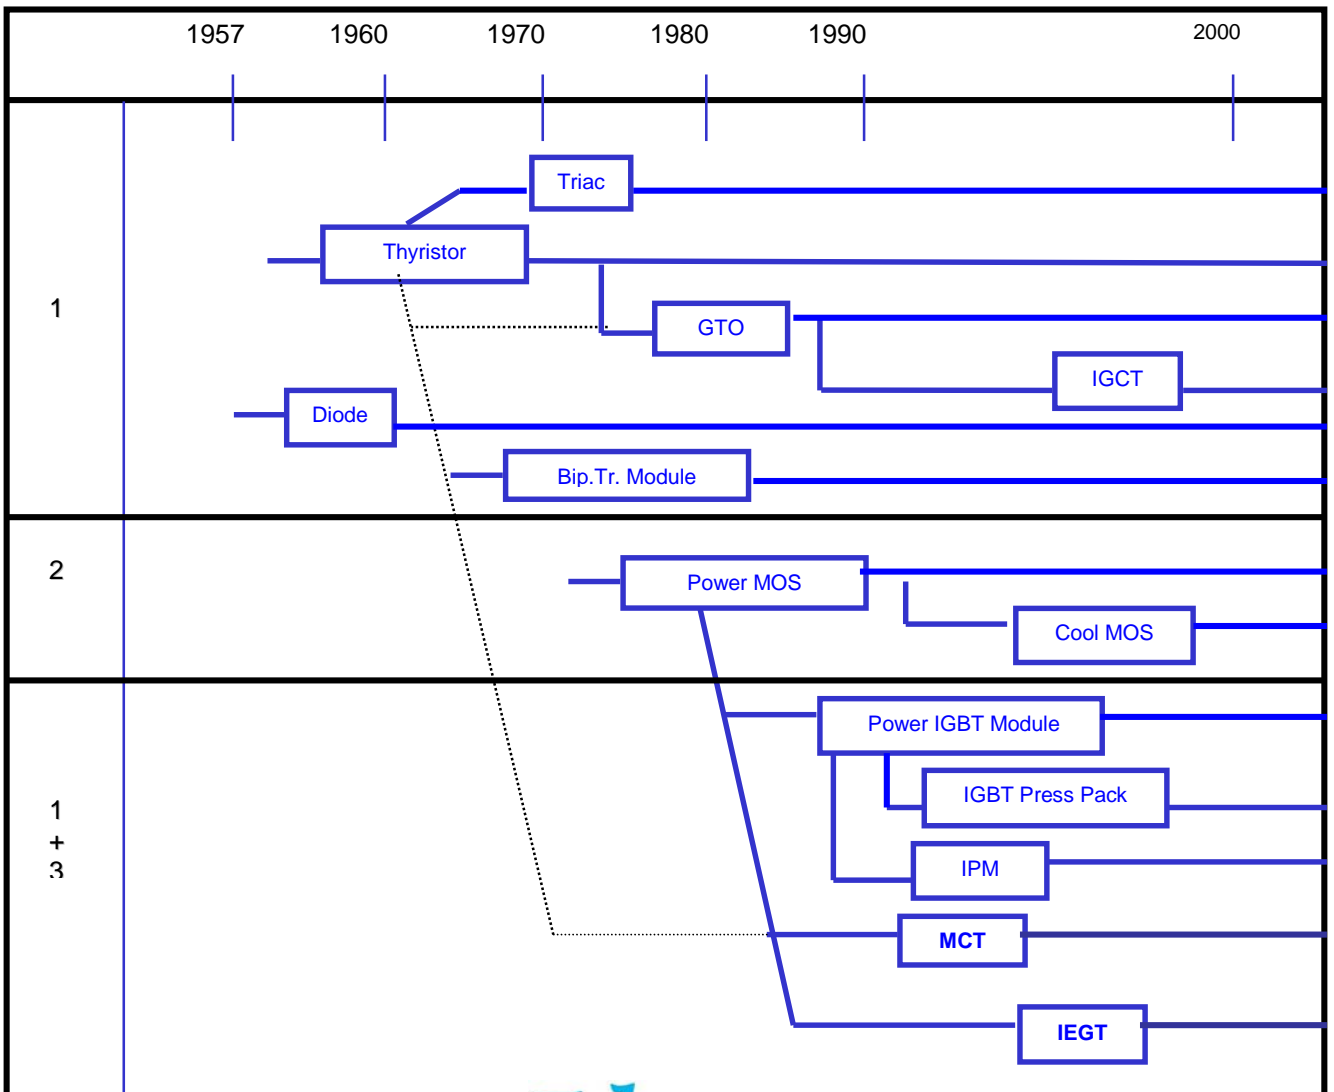 1957 1960 1970 1980 1990 2000
Triac
Thyristor
1
GTO
IGCT
Diode
Bip.Tr. Module
2
Power MOS
Cool MOS
Power IGBT Module
IGBT Press Pack
1
+
3
IPM
MCT
IEGT